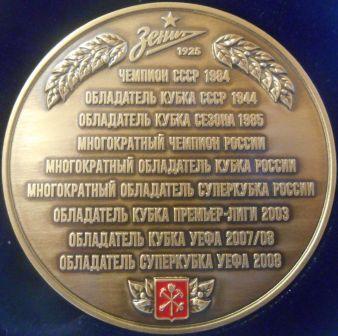 Зенит
1925
ЧЕМПИОН СССР 1984
ОБЛАДАТЕЛЬ КУБКА СССР 1944
ОБЛАДАТЕЛЬ КУБКА СЕЗОНА 1985
МНОГОКРАТНЫЙ ЧЕМПИОН РОССИИ
МНОГОКРАТНЫЙ ОБЛАДАТЕЛЬ КУБКА РОССИИ
МНОГОКРАТНЫЙ ОБЛАДАТЕЛЬ СУПЕРКУБКА РОССИИ
ОБЛАДАТЕЛЬ КУБКА ПРЕМЬЕР-ЛИГИ 2003
ОБЛАДАТЕЛЬ КУБКА УЕФА 2007/08
ОБЛАДАТЕЛЬ СУПЕРКУБКА УЕФА 2008